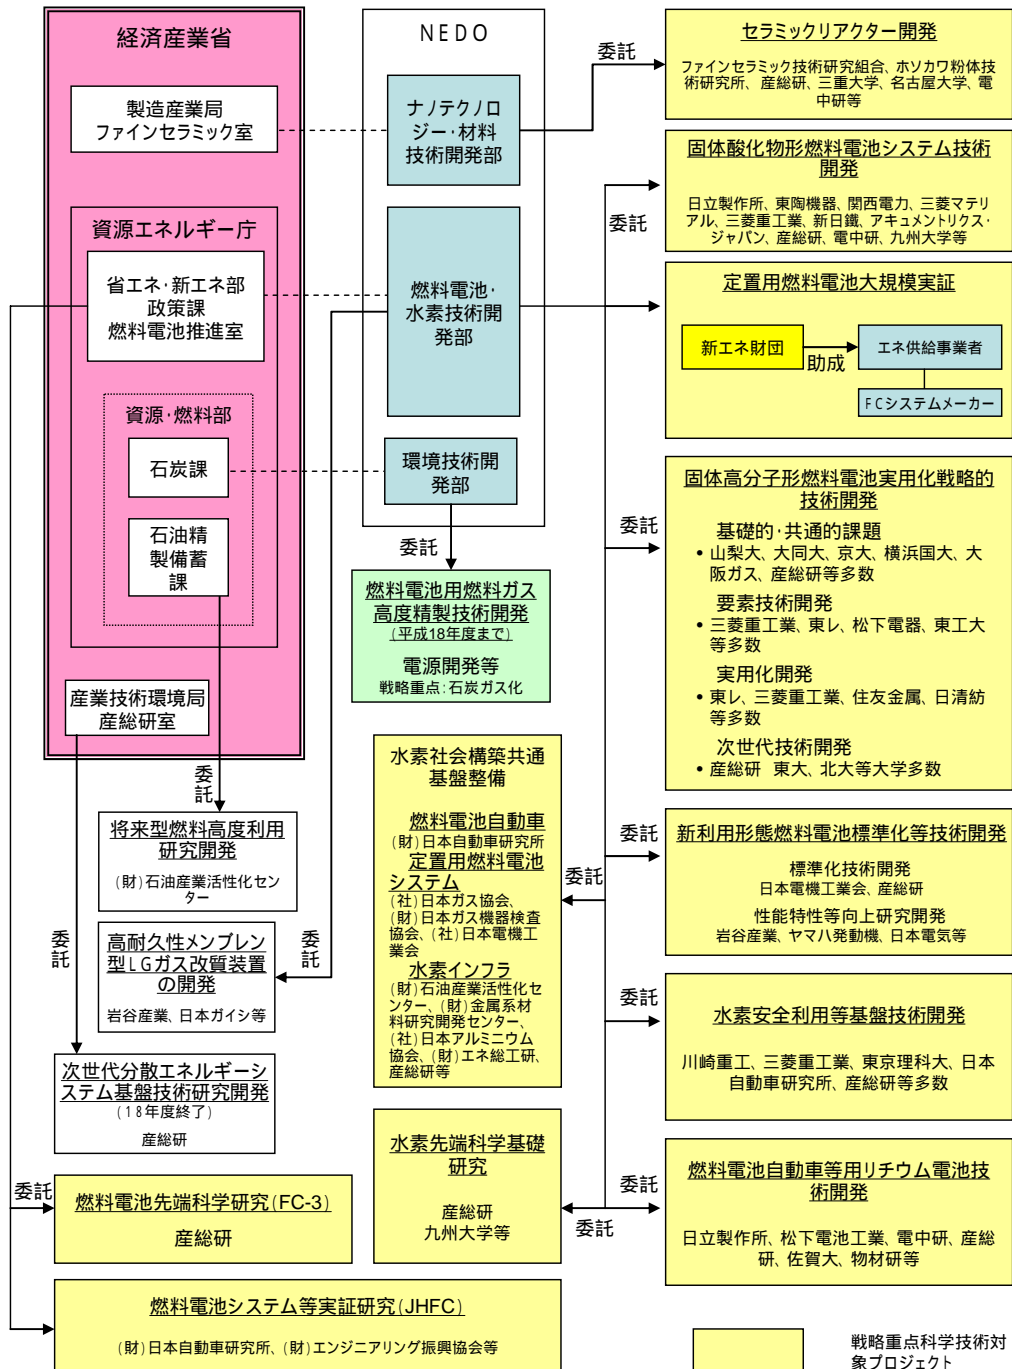 経済産業省
製造産業局
ファインセラミック室
資源エネルギー庁
省エネ・新エネ部
政策課
燃料電池推進室
資源・燃料部
石炭課
石油精
製備蓄
課
産業技術環境局
産総研室
NEDO
ナノテクノロ
ジー・材料
技術開発部
燃料電池・
水素技術開
発部
環境技術開
発部
委託
燃料電池用燃料ガス
高度精製技術開発
(平成18年度まで)
電源開発等
戦略重点:石炭ガス化
委託
セラミックリアクター開発
ファインセラミック技術研究組合、ホソカワ粉体技
術研究所、産総研、三重大学、名古屋大学、電
中研等
委託
固体酸化物形燃料電池システム技術
開発
日立製作所、東陶機器、関西電力、三菱マテリ
アル、三菱重工業、新日鐵、アキュメントリクス・
ジャパン、産総研、電中研、九州大学等
定置用燃料電池大規模実証
新エネ財団
助成
エネ供給事業者
FCシステムメーカー
委託
固体高分子形燃料電池実用化戦略的
技術開発
基礎的・共通的課題
• 山梨大、大同大、京大、横浜国大、大
阪ガス、産総研等多数
要素技術開発
• 三菱重工業、東レ、松下電器、東工大
等多数
実用化開発
• 東レ、三菱重工業、住友金属、日清紡
等多数
次世代技術開発
• 産総研 東大、北大等大学多数
委託
新利用形態燃料電池標準化等技術開発
標準化技術開発
日本電機工業会、産総研
性能特性等向上研究開発
岩谷産業、ヤマハ発動機、日本電気等
委託
水素安全利用等基盤技術開発
川崎重工、三菱重工業、東京理科大、日本
自動車研究所、産総研等多数
委託
燃料電池自動車等用リチウム電池技
術開発
日立製作所、松下電池工業、電中研、産総
研、佐賀大、物材研等
委託
水素社会構築共通
基盤整備
燃料電池自動車
(財)日本自動車研究所
定置用燃料電池
システム
(社)日本ガス協会、
(財)日本ガス機器検査
協会、(社)日本電機工
業会
水素インフラ
(財)石油産業活性化セ
ンター、(財)金属系材
料研究開発センター、
(社)日本アルミニウム
協会、(財)エネ総工研、
産総研等
委託
水素先端科学基礎
研究
産総研
九州大学等
委託
将来型燃料高度利用
研究開発
(財)石油産業活性化セン
ター
高耐久性メンブレン
型LGガス改質装置
の開発
岩谷産業、日本ガイシ等
委託
次世代分散エネルギーシ
ステム基盤技術研究開発
(18年度終了)
産総研
委託
燃料電池先端科学研究(FC-3)
産総研
燃料電池システム等実証研究(JHFC)
(財)日本自動車研究所、(財)エンジニアリング振興協会等
戦略重点科学技術対
象プロジェクト